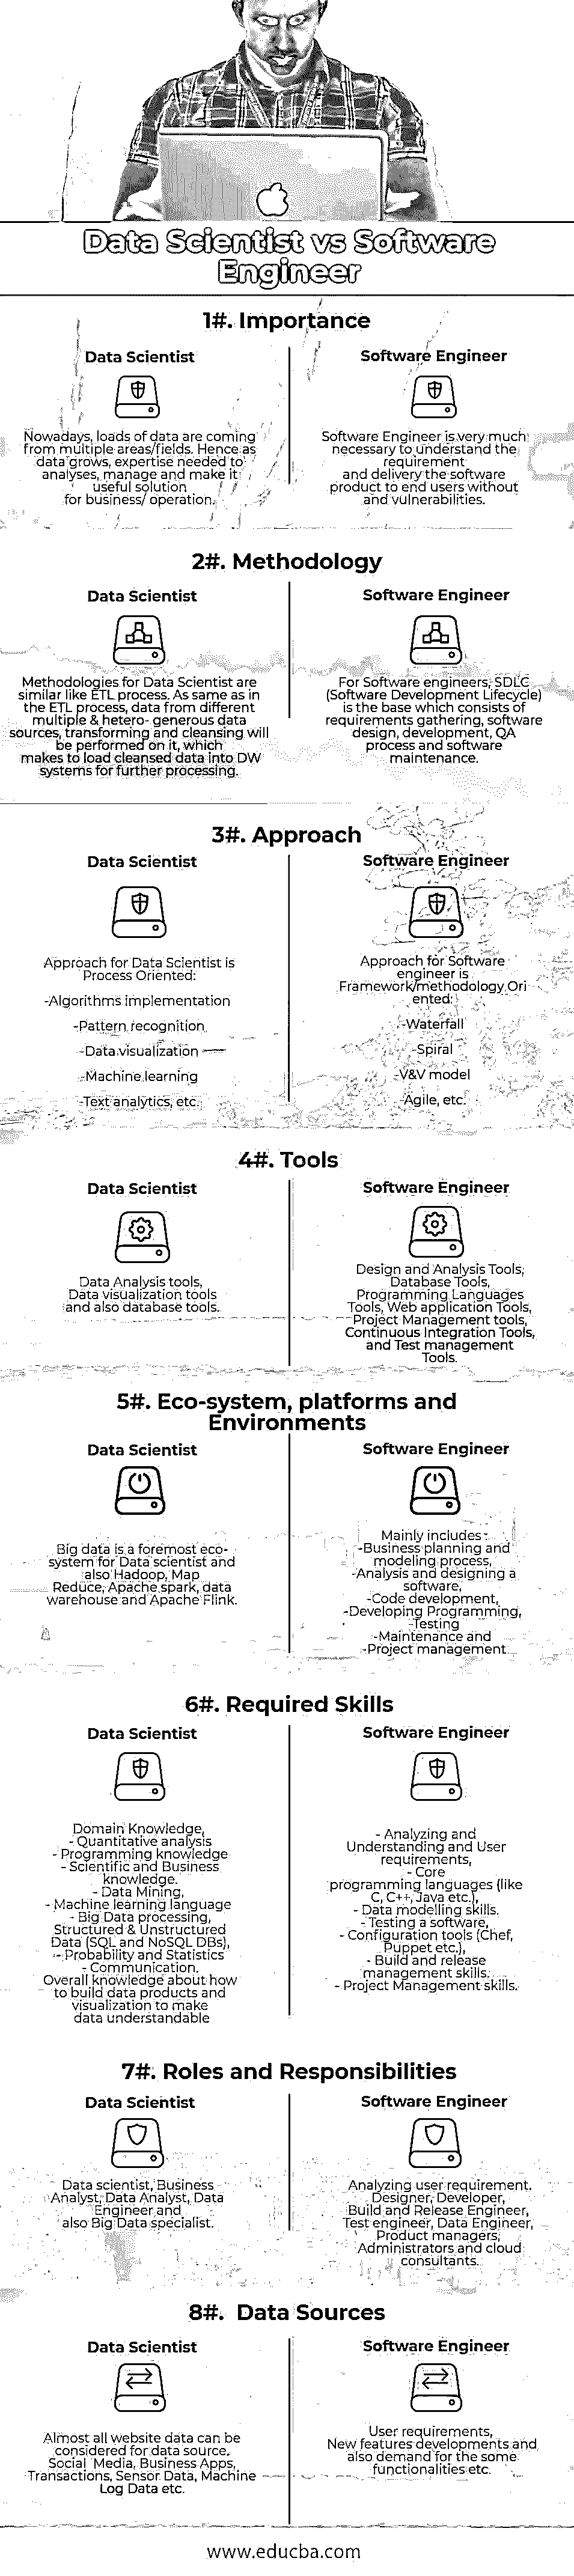 Data Scientist vs Software
Engineer
1#. Importance
Data Scientist
Nowadays, loads of data are coming
from multiple areas/fields. Hence as
data grows, expertise needed to
analyses, manage and make it
useful solution
for business/ operation.
Software Engineer
Software Engineer is very much
necessary to understand the
requirement
and delivery the software
product to end users without
and vulnerabilities.
2#. Methodology
Data Scientist
Methodologies for Data Scientist are
similar like ETL process. As same as in
the ETL process, data from different
multiple & hetero- generous data
sources, transforming and cleansing will
be performed on it, which
makes to load cleansed data into DW
systems for further processing.
Software Engineer
For Software engineers, SDLC
(Software Development Lifecycle)
is the base which consists of
requirements gathering, software
design, development, QA
process and software
maintenance.
3#. Approach
Data Scientist
Approach for Data Scientist is
Process Oriented:
-Algorithms implementation
-Pattern recognition
-Data visualization
-Machine learning
-Text analytics, etc.
Software Engineer
Approach for Software
engineer is
Framework/methodology Ori
ented:
-Waterfall
-Spiral
-V&V model
-Agile, etc.
4#. Tools
Data Scientist
Data Analysis tools,
Data visualization tools
and also database tools.
Software Engineer
Design and Analysis Tools,
Database Tools,
Programming Languages
Tools, Web application Tools,
Project Management tools,
Continuous Integration Tools,
and Test management
Tools.
5#. Eco-system, platforms and
Environments
Data Scientist
Big data is a foremost eco-
system for Data scientist and
also Hadoop, Map
Reduce, Apache spark, data
warehouse and Apache Flink.
Software Engineer
Mainly includes -
-Business planning and
modeling process,
-Analysis and designing a
software,
-Code development,
-Developing Programming,
Testing
-Maintenance and
-Project management
6#. Required Skills
Data Scientist
Domain Knowledge,
- Quantitative analysis
- Programming knowledge
- Scientific and Business
knowledge.
- Data Mining,
- Machine learning language
- Big Data processing,
Structured & Unstructured
Data (SQL and NoSQL DBs),
- Probability and Statistics
- Communication.
Overall knowledge about how
to build data products and
visualization to make
data understandable
Software Engineer
- Analyzing and
Understanding and User
requirements,
- Core
programming languages (like
C, C++, Java etc.),
- Data modelling skills.
- Testing a software,
- Configuration tools (Chef,
Puppet etc.),
- Build and release
management skills.
- Project Management skills.
7#. Roles and Responsibilities
Data Scientist
Data scientist, Business
Analyst, Data Analyst, Data
Engineer and
also Big Data specialist.
Software Engineer
Analyzing user requirement.
Designer, Developer,
Build and Release Engineer,
Test engineer, Data Engineer,
Product managers,
Administrators and cloud
consultants.
8#. Data Sources
Data Scientist
Almost all website data can be
considered for data source.
Social Media, Business Apps,
Transactions, Sensor Data, Machine
Log Data etc.
Software Engineer
User requirements,
New features developments and
also demand for the same
functionalities etc.
www.educba.com